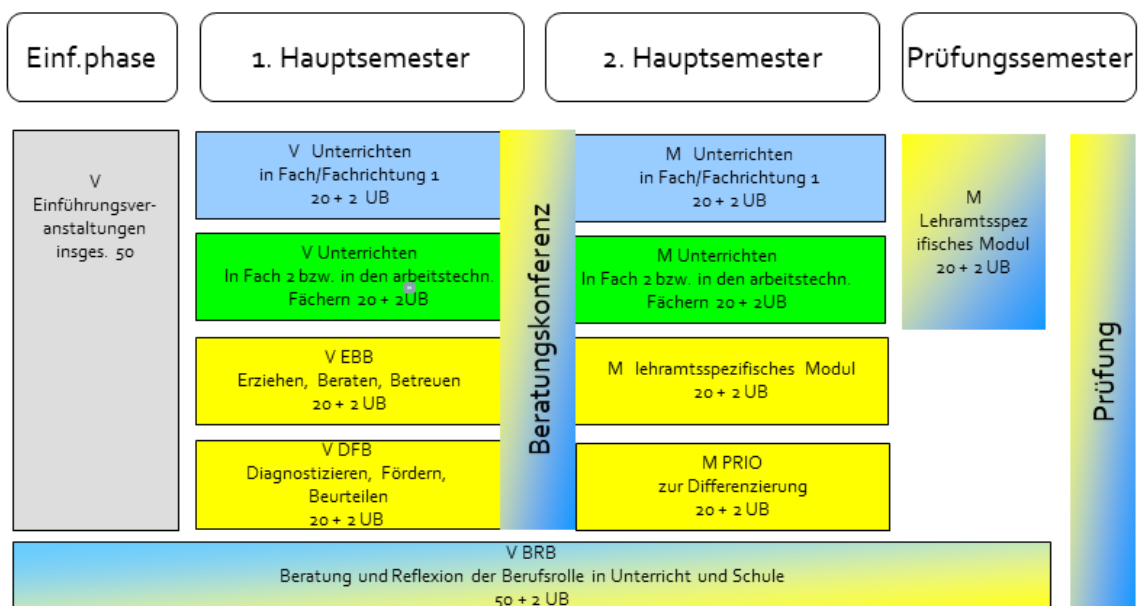 Einf.phase
1. Hauptsemester
2. Hauptsemester
Prüfungssemester
V
Einführungsver-
anstaltungen
insges. 50
V Unterrichten
in Fach/Fachrichtung 1
20 + 2 UB
V Unterrichten
In Fach 2 bzw. in den arbeitstechn.
Fächern 20 + 2UB
V EBB
Erziehen, Beraten, Betreuen
20 + 2 UB
V DFB
Diagnostizieren, Fördern,
Beurteilen
20 + 2 UB
Beratungskonferenz
M Unterrichten
in Fach/Fachrichtung 1
20 + 2 UB
M Unterrichten
In Fach 2 bzw. in den arbeitstechn.
Fächern 20 + 2UB
M lehramtsspezifisches Modul
20 + 2 UB
M PRIO
zur Differenzierung
20 + 2 UB
M
Lehramtsspez
ifisches Modul
20 + 2 UB
Prüfung
V BRB
Beratung und Reflexion der Berufsrolle in Unterricht und Schule
50 + 2 UB